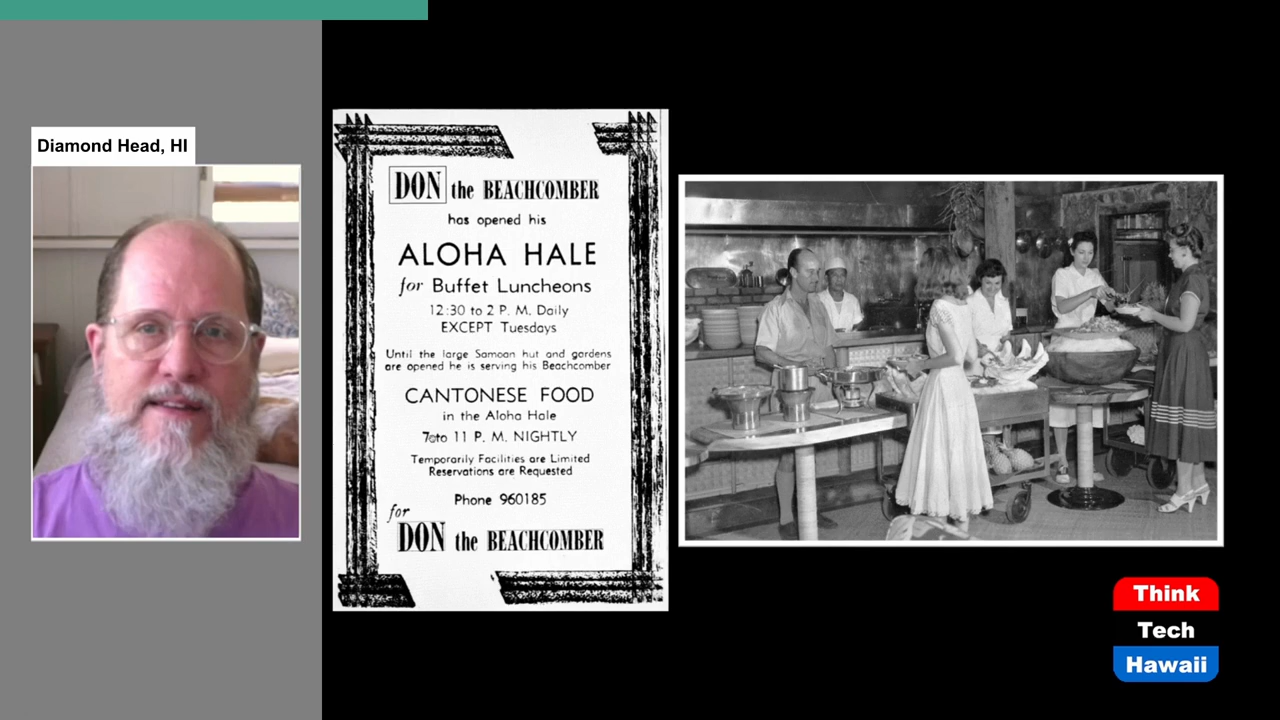 Diamond Head, HI
DON the BEACHCOMBER
has opened his
ALOHA HALE
for Buffet Luncheons
12:30 to 2 P. M. Daily
EXCEPT Tuesdays
Until the large Samoan hut and gardens
are opened he is serving his Beachcomber
CANTONESE FOOD
in the Aloha Hale
7 to 11 P. M. NIGHTLY
Temporarily Facilities are Limited
Reservations are Requested
Phone 960185
for
DON the BEACHCOMBER
Think
Tech
Hawaii